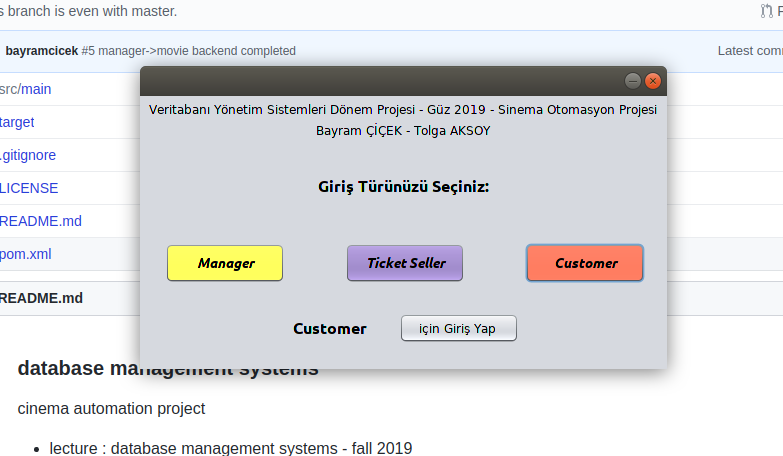 s branch is even with master.
bayramcicek #5 manager->movie backend completed
Latest com
src/main
target
.gitignore
LICENSE
README.md
pom.xml
README.md
Veritabanı Yönetim Sistemleri Dönem Projesi - Güz 2019 - Sinema Otomasyon Projesi
Bayram ÇİÇEK - Tolga AKSOY
Giriş Türünüzü Seçiniz:
Manager
Ticket Seller
Customer
Customer
için Giriş Yap
database management systems
cinema automation project
lecture : database management systems - fall 2019